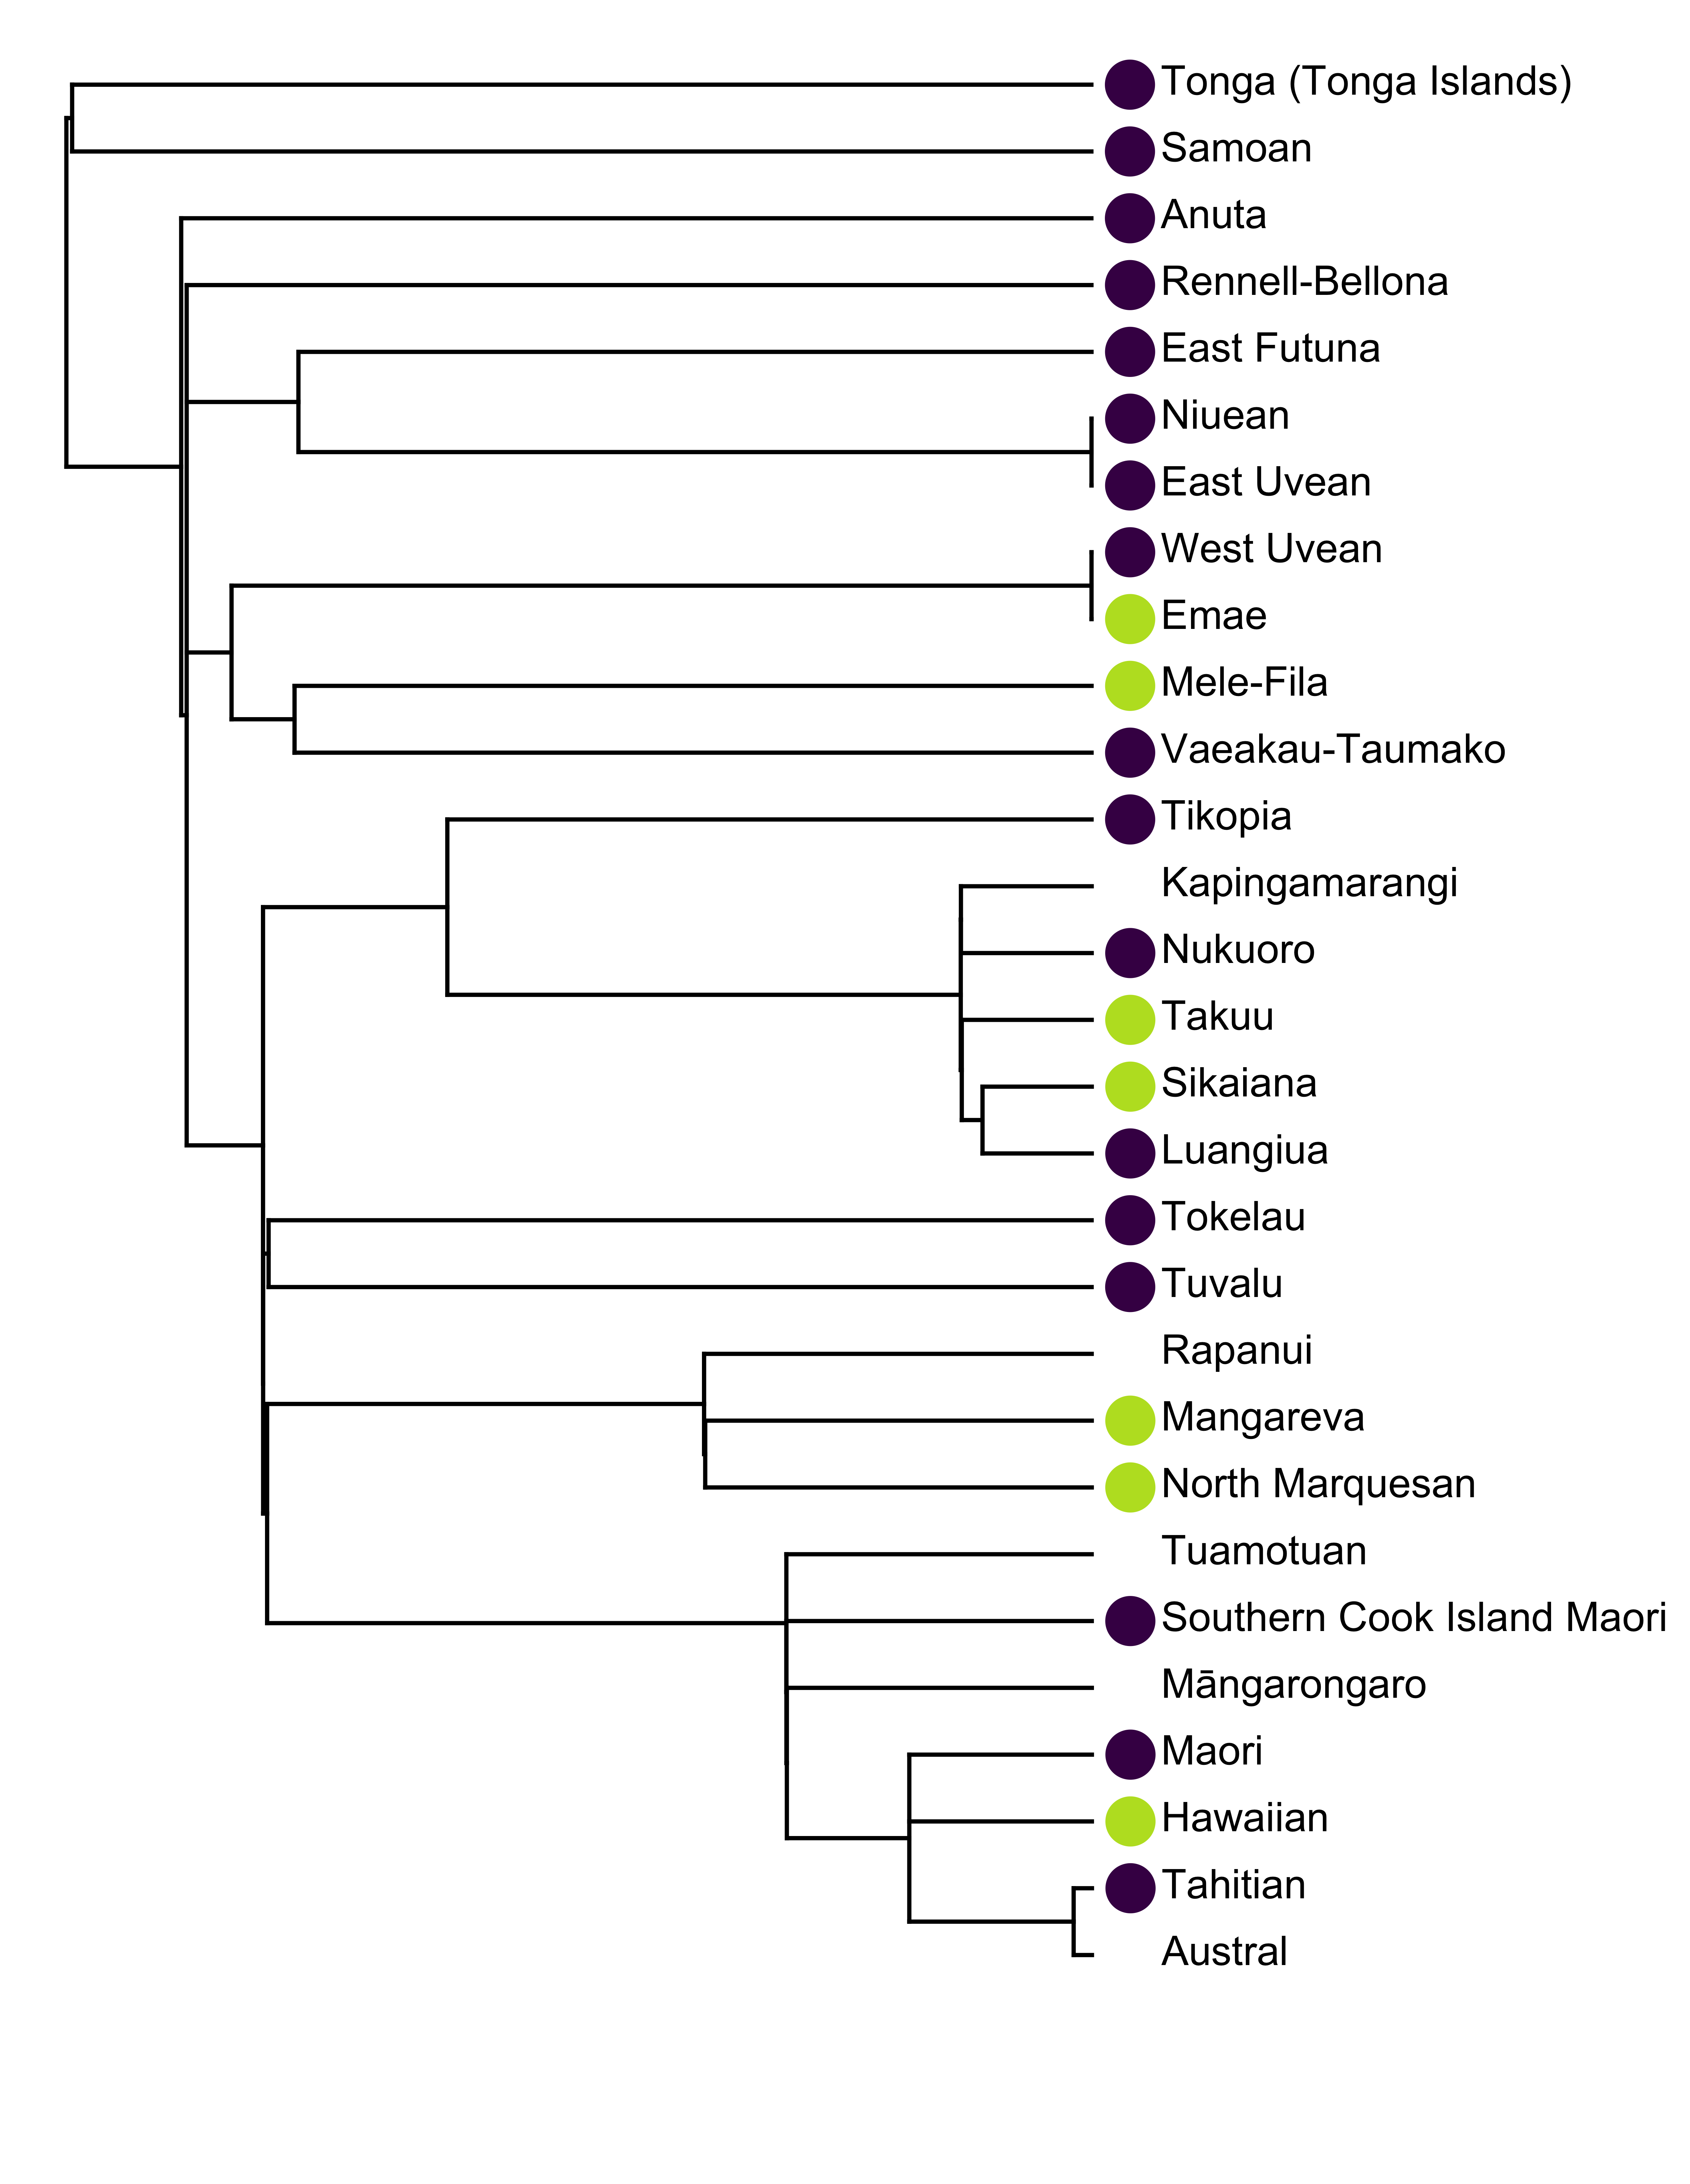 Tonga (Tonga Islands)
Samoan
Anuta
Rennell-Bellona
East Futuna
Niuean
East Uvean
West Uvean
Emae
Mele-Fila
Vaeakau-Taumako
Tikopia
Kapingamarangi
Nukuoro
Takuu
Sikaiana
Luangiua
Tokelau
Tuvalu
Rapanui
Mangareva
North Marquesan
Tuamotuan
Southern Cook Island Maori
Māngarongaro
Maori
Hawaiian
Tahitian
Austral